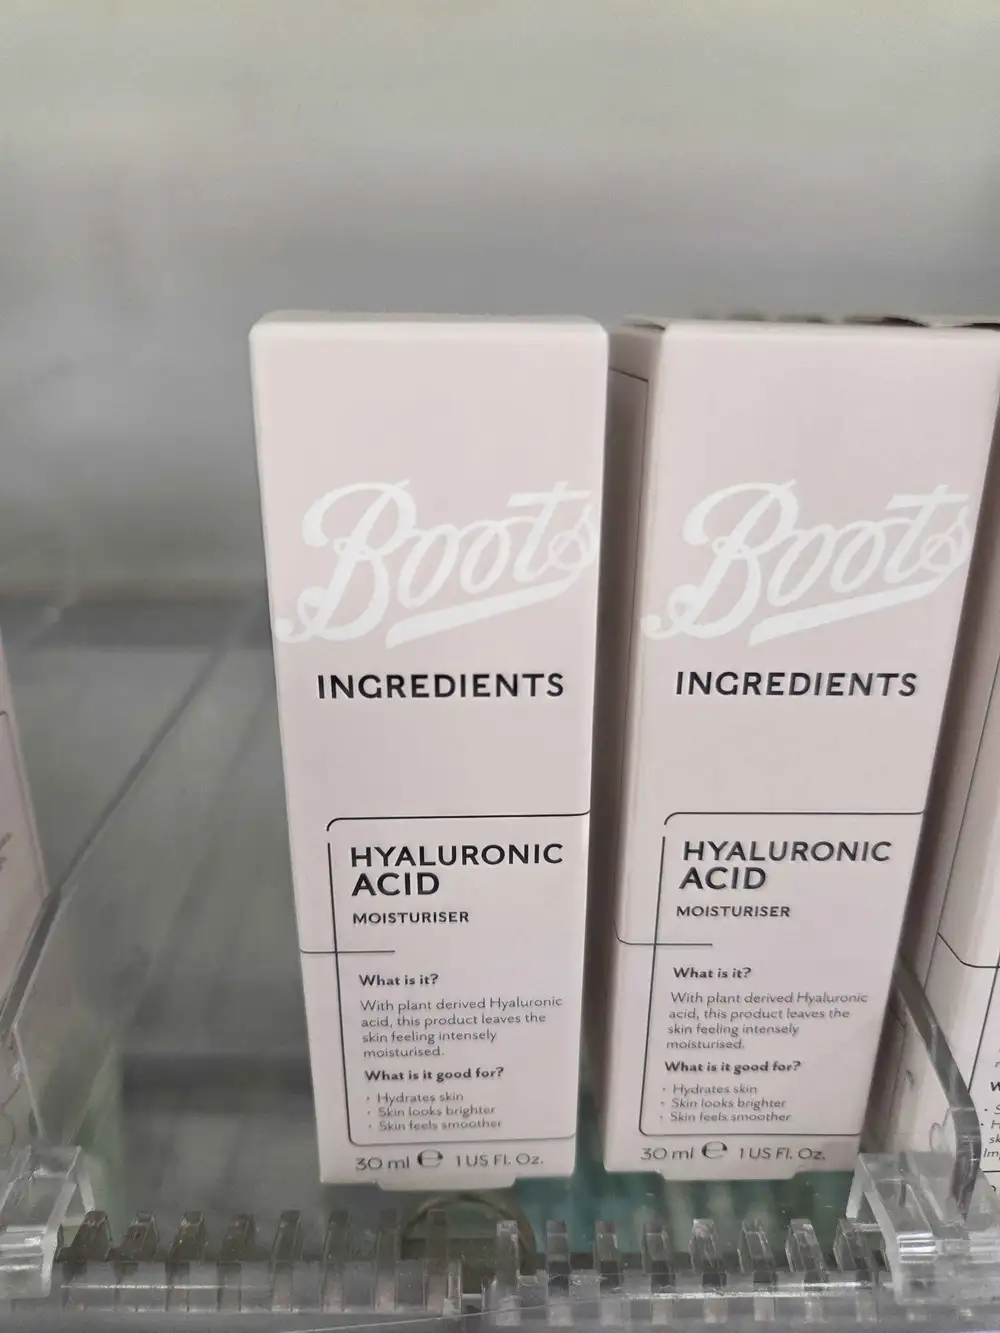 Boots
INGREDIENTS
HYALURONIC
ACID
MOISTURISER
What is it?
With plant derived Hyaluronic
acid, this product leaves the
skin feeling intensely
moisturised.
What is it good for?
• Hydrates skin
• Skin looks brighter
• Skin feels smoother
30 ml ℮ 1 US Fl. Oz.
Boots
INGREDIENTS
HYALURONIC
ACID
MOISTURISER
What is it?
With plant derived Hyaluronic
acid, this product leaves the
skin feeling intensely
moisturised.
What is it good for?
• Hydrates skin
• Skin looks brighter
• Skin feels smoother
30 ml ℮ 1 US Fl. Oz.